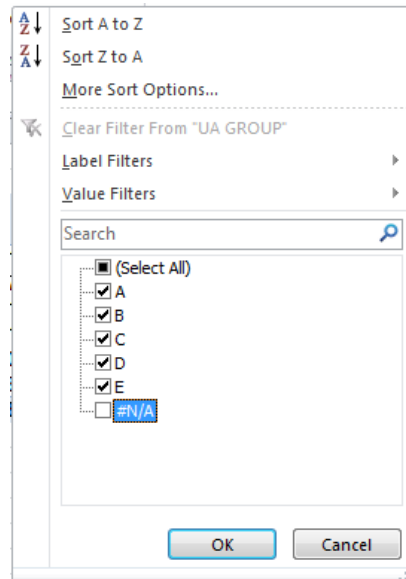 Sort A to Z
Sort Z to A
More Sort Options...
Clear Filter From "UA GROUP"
Label Filters
Value Filters
Search
(Select All)
A
B
C
D
E
#N/A
OK Cancel